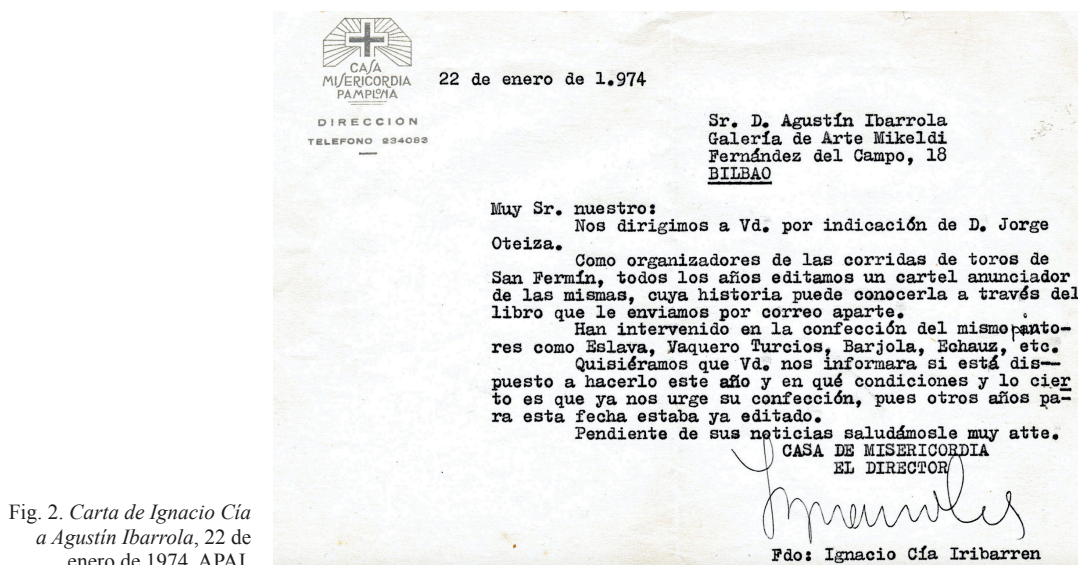 CASA
MISERICORDIA
PAMPLONA
DIRECCION
TELEFONO 234083
22 de enero de 1.974
Sr. D. Agustín Ibarrola
Galería de Arte Mikeldi
Fernández del Campo, 18
BILBAO
Muy Sr. nuestro:
Nos dirigimos a Vd. por indicación de D. Jorge
Oteiza.
Como organizadores de las corridas de toros de
San Fermín, todos los años editamos un cartel anunciador
de las mismas, cuya historia puede conocerla a través del
libro que le enviamos por correo aparte.
Han intervenido en la confección del mismo pinto-
res como Eslava, Vaquero Turcios, Barjola, Echauz, etc.
Quisiéramos que Vd. nos informara si está dis--
puesto a hacerlo este año y en qué condiciones y lo cier
to es que ya nos urge su confección, pues otros años pa-
ra esta fecha estaba ya editado.
Pendiente de sus noticias saludámosle muy atte.
CASA DE MISERICORDIA
EL DIRECTOR
Fdo: Ignacio Cía Iribarren
Fig. 2. Carta de Ignacio Cía
a Agustín Ibarrola, 22 de
enero de 1974. APAI.